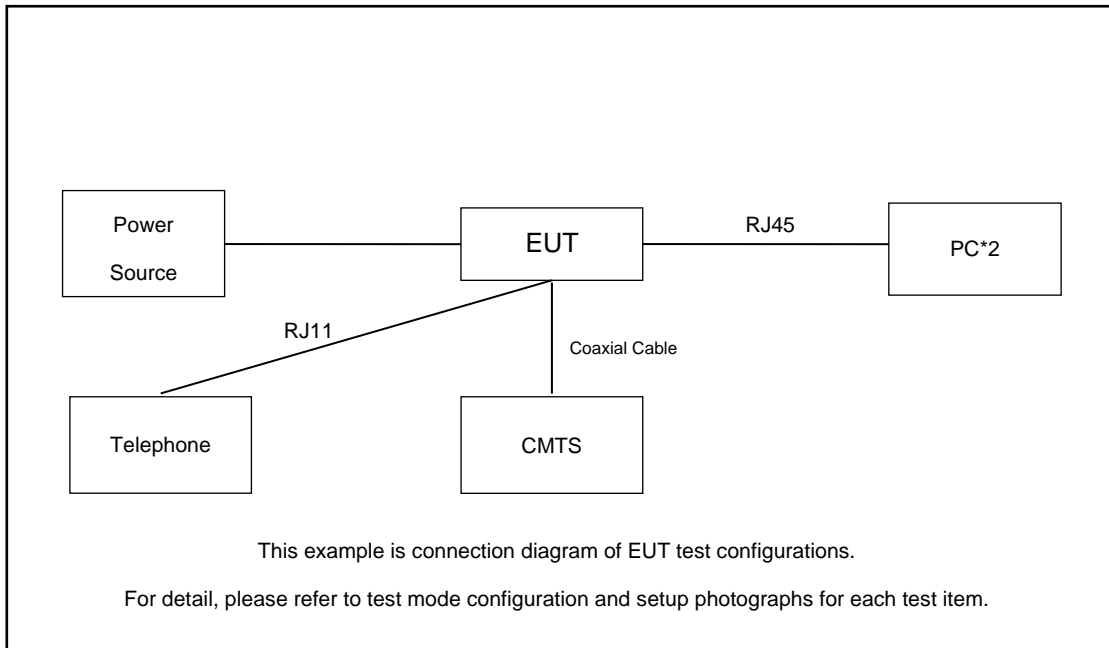 Power
Source
EUT
RJ45
PC*2
RJ11
Coaxial Cable
Telephone
CMTS
This example is connection diagram of EUT test configurations.
For detail, please refer to test mode configuration and setup photographs for each test item.